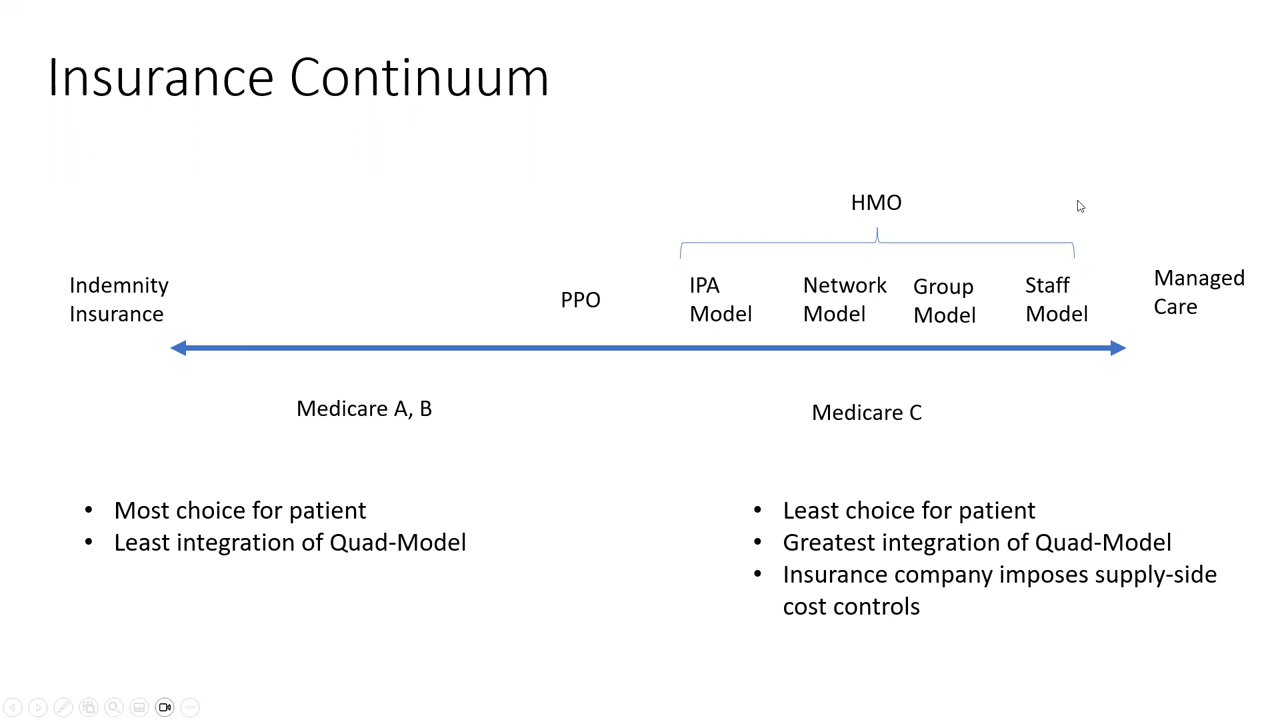 Insurance Continuum
HMO
Indemnity
Insurance
PPO
IPA
Model
Network
Model
Group
Model
Staff
Model
Managed
Care
Medicare A, B
Medicare C
• Most choice for patient
• Least integration of Quad-Model
• Least choice for patient
• Greatest integration of Quad-Model
• Insurance company imposes supply-side
cost controls